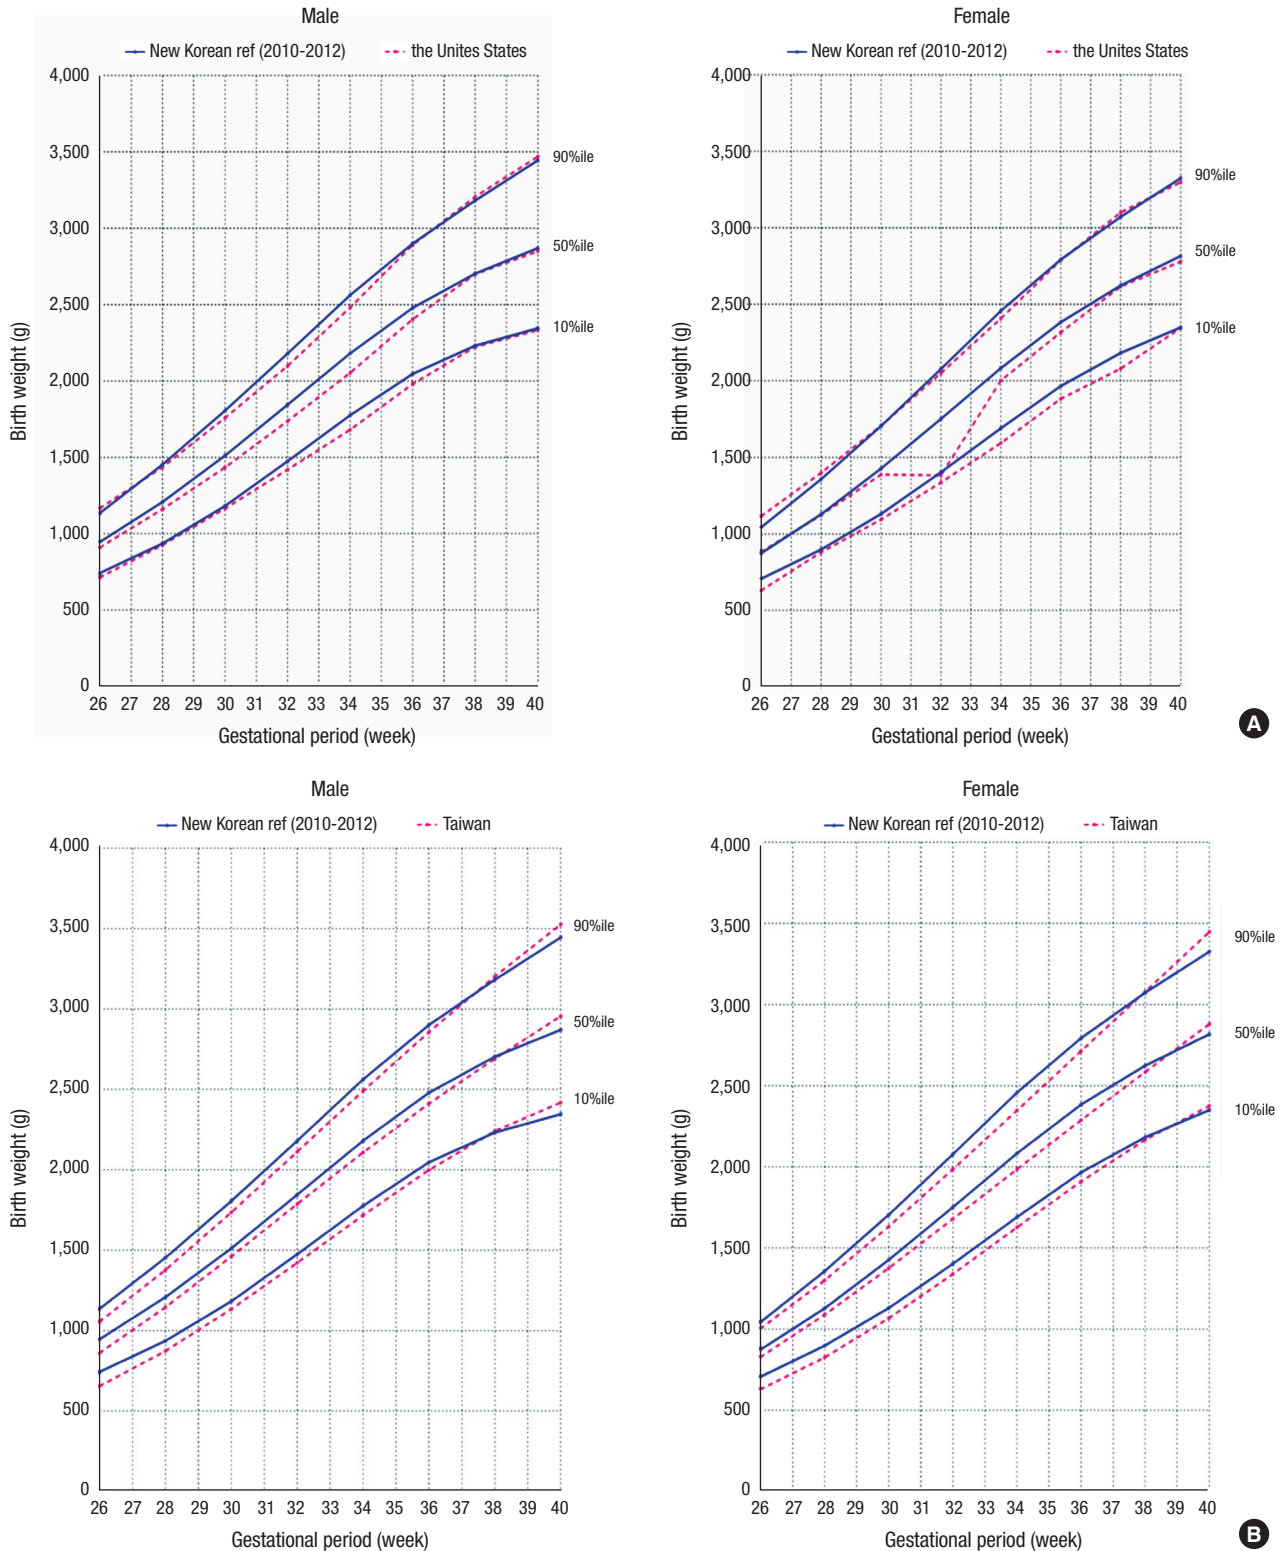 Male
New Korean ref (2010-2012) the Unites States
4,000
3,500
3,000
2,500
2,000
1,500
1,000
500
0
Birth weight (g)
90%ile
50%ile
10%ile
26 27 28 29 30 31 32 33 34 35 36 37 38 39 40
Gestational period (week)
Female
New Korean ref (2010-2012) the Unites States
4,000
3,500
3,000
2,500
2,000
1,500
1,000
500
0
Birth weight (g)
90%ile
50%ile
10%ile
26 27 28 29 30 31 32 33 34 35 36 37 38 39 40
Gestational period (week)
A
Male
New Korean ref (2010-2012) Taiwan
4,000
3,500
3,000
2,500
2,000
1,500
1,000
500
0
Birth weight (g)
90%ile
50%ile
10%ile
26 27 28 29 30 31 32 33 34 35 36 37 38 39 40
Gestational period (week)
Female
New Korean ref (2010-2012) Taiwan
4,000
3,500
3,000
2,500
2,000
1,500
1,000
500
0
Birth weight (g)
90%ile
50%ile
10%ile
26 27 28 29 30 31 32 33 34 35 36 37 38 39 40
Gestational period (week)
B